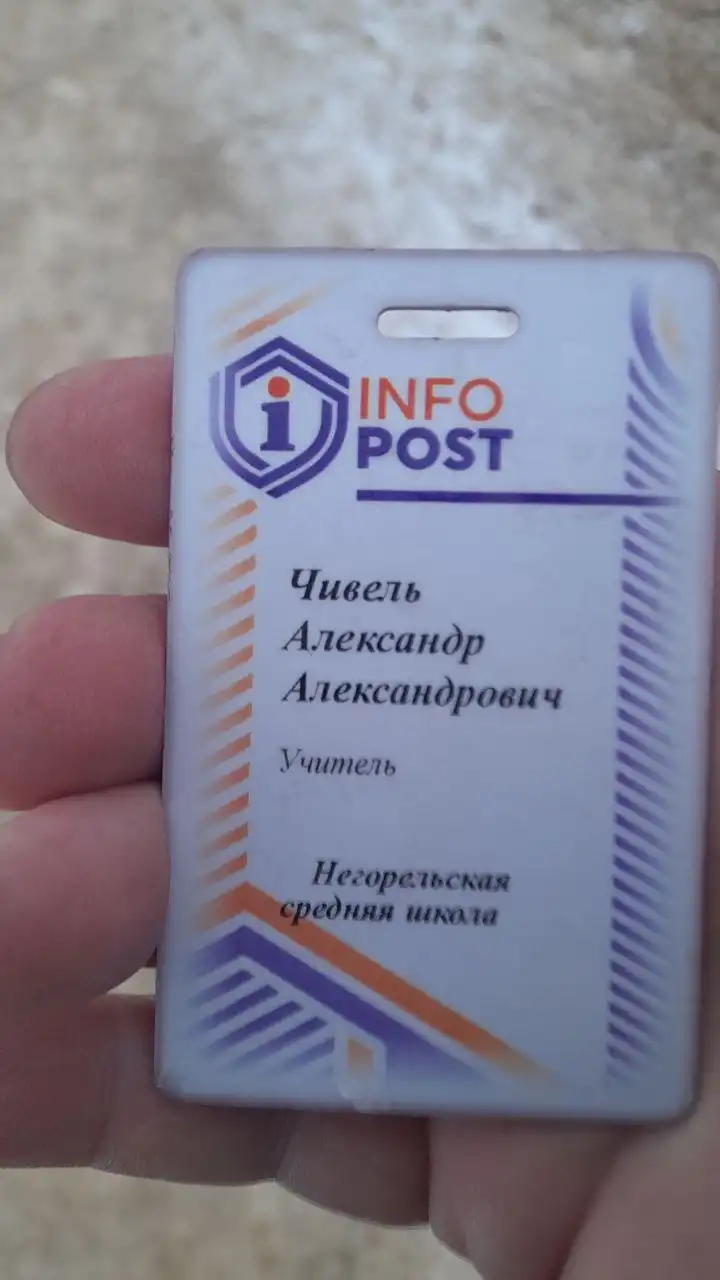 i INFO
POST
Чивель
Александр
Александрович
Учитель
Негорельская
средняя школа